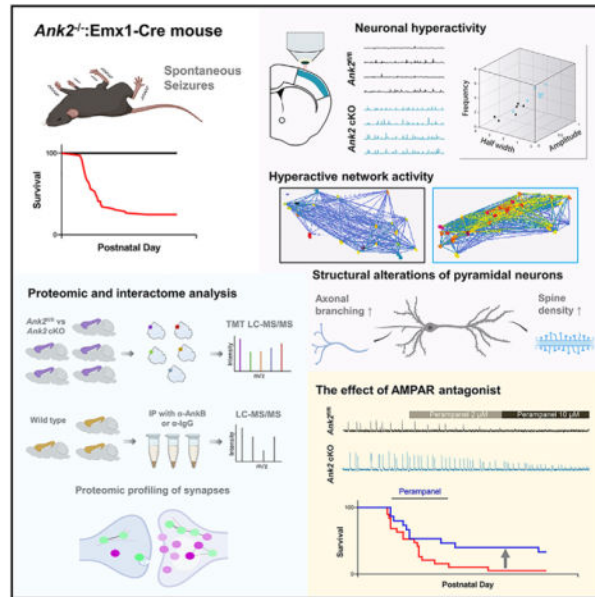 Ank2-/-:Emx1-Cre mouse
Spontaneous
Seizures
100
Survival
0
Postnatal Day
Neuronal hyperactivity
Ank2fl/fl
Ank2 cKO
Frequency
Half width
Amplitude
Hyperactive network activity
Structural alterations of pyramidal neurons
Axonal
branching ↑
Spine
density ↑
Proteomic and interactome analysis
Ank2fl/fl vs
Ank2 cKO
TMT LC-MS/MS
Intensity
m/z
Wild type
IP with α-AnkB
or α-IgG
LC-MS/MS
Intensity
m/z
Proteomic profiling of synapses
The effect of AMPAR antagonist
Perampanel 2 µM
Perampanel 10 µM
Ank2fl/fl
Ank2 cKO
Perampanel
100
Survival
0
Postnatal Day